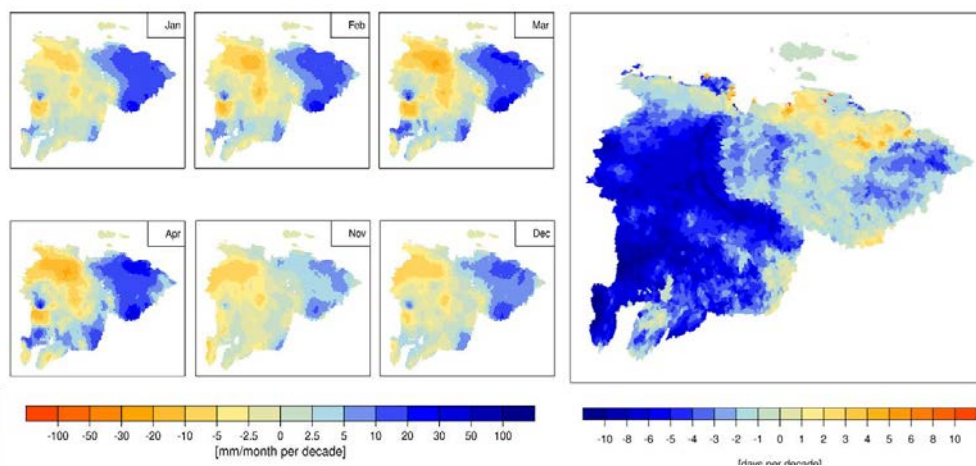 Jan Feb Mar
Apr Nov Dec
-100 -50 -30 -20 -10 -5 -2.5 0 2.5 5 10 20 30 50 100
[mm/month per decade]
-10 -8 -6 -4 -3 -2 -1 0 1 2 3 4 6 8 10
[days per decade]